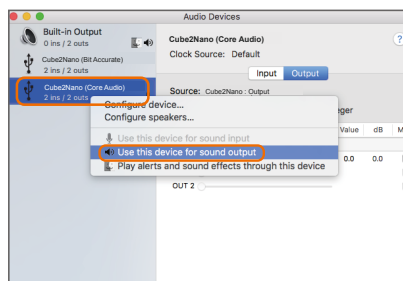 Audio Devices
Built-in Output
0 ins / 2 outs
Cube2Nano (Bit Accurate)
2 ins / 2 outs
Cube2Nano (Core Audio)
2 ins / 2 outs
Cube2Nano (Core Audio)
?
Clock Source: Default
Input Output
Source: Cube2Nano : Output
Configure device...
Configure speakers...
eger
Value dB M
Use this device for sound input
Use this device for sound output
0.0 0.0
Play alerts and sound effects through this device
OUT 2